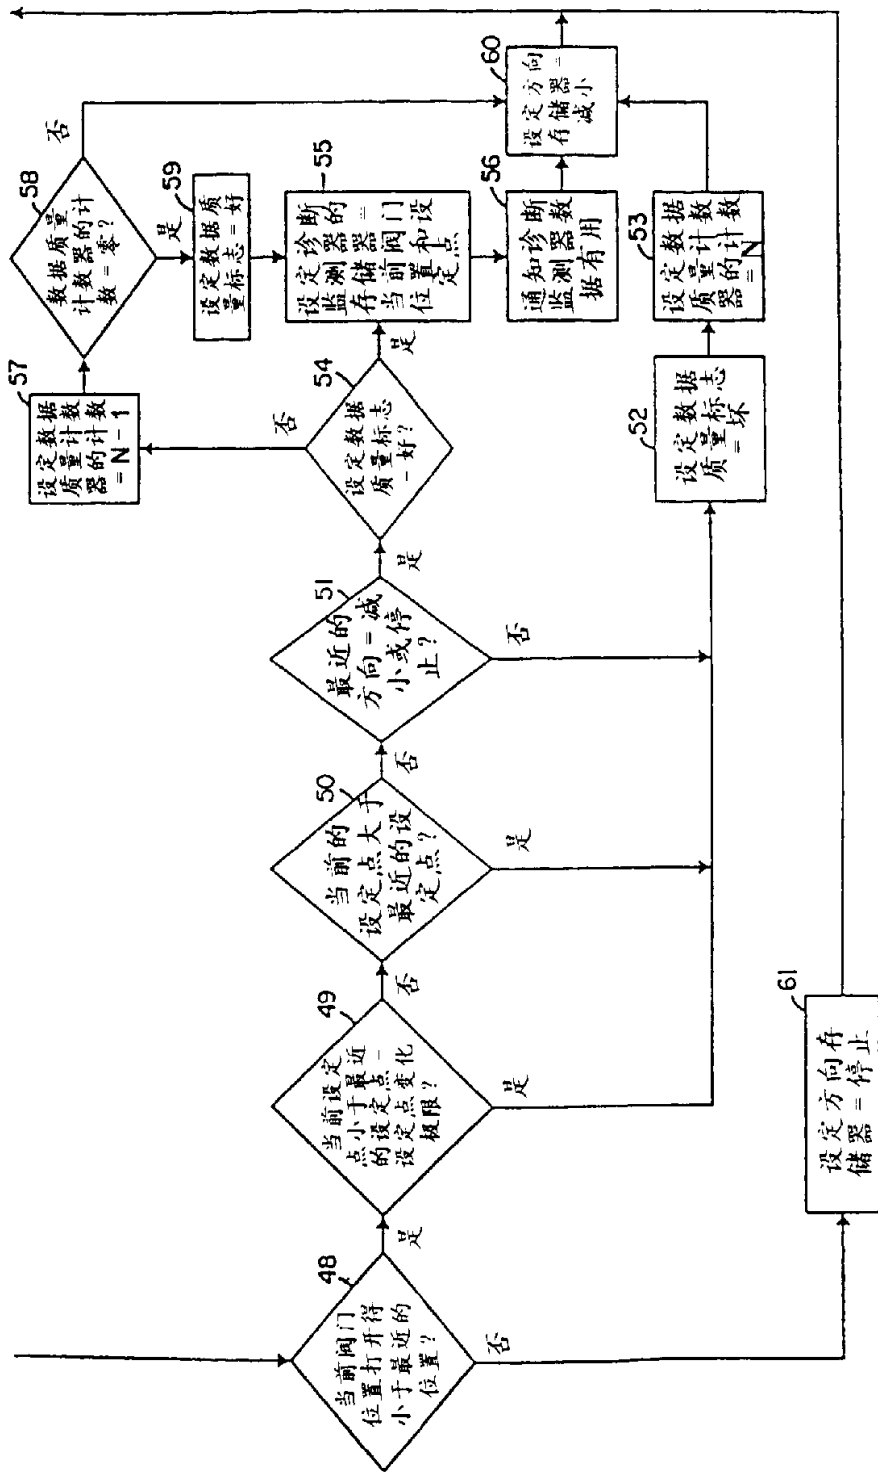 48
当前阀门
位置打开得
小于最近的
位置?
是
否
49
当前设定
点小于最近
的设定点-
设定点变化
极限?
否
是
50
当前的
设定点大于
最近的设
定点?
否
是
51
最近的
方向=减
小或停
止?
是
否
52
设定数据
质量标志
=坏
53
设定数据
质量计数
器的计数
=N
54
设定数据
质量标志
-好?
是
否
55
设定诊断
监测器的
存储器=
当前阀门
位置和设
定点
56
通知诊断
监测器数
据有用
57
设定数据
质量计数
器的计数
=N-1
58
数据质量
计数器的计
数=零?
是
否
59
设定数据质
量标志=好
60
设定方向
存储器=
减小
61
设定方向存
储器=停止